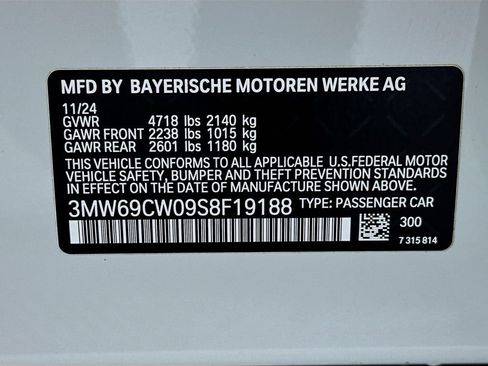 MFD BY BAYERISCHE MOTOREN WERKE AG
11/24
GVWR 4718 lbs 2140 kg
GAWR FRONT 2238 lbs 1015 kg
GAWR REAR 2601 lbs 1180 kg
THIS VEHICLE CONFORMS TO ALL APPLICABLE U.S.FEDERAL MOTOR
VEHICLE SAFETY, BUMPER AND THEFT PREVENTION STANDARDS
IN EFFECT ON THE DATE OF MANUFACTURE SHOWN ABOVE.
3MW69CW09S8F19188 TYPE: PASSENGER CAR
300
7 315 814